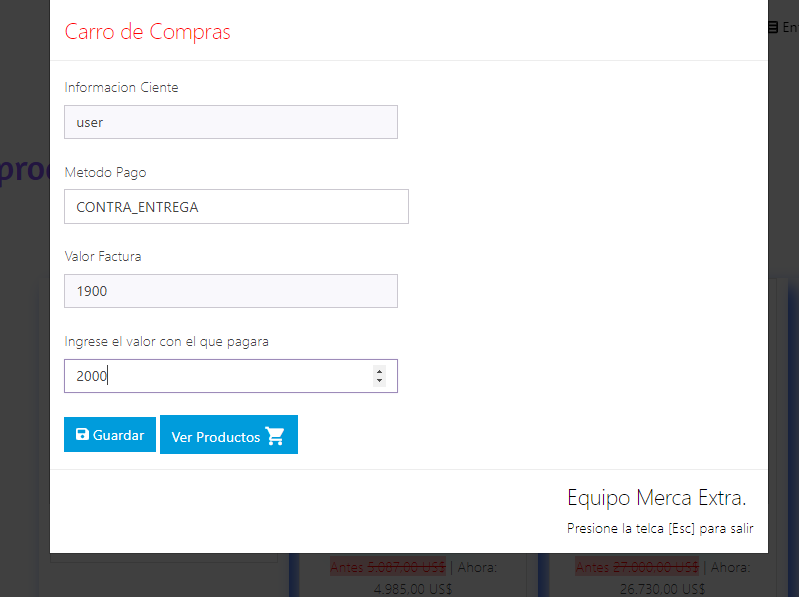 Carro de Compras
En
Informacion Ciente
user
proc
Metodo Pago
CONTRA_ENTREGA
Valor Factura
1900
Ingrese el valor con el que pagara
2000
Guardar
Ver Productos
Equipo Merca Extra.
Presione la telca [Esc] para salir
Antes 5.007.00 US$ | Ahora:
4.985.00 US$
Antes 27.000.00 US$ | Ahora:
26.730.00 US$